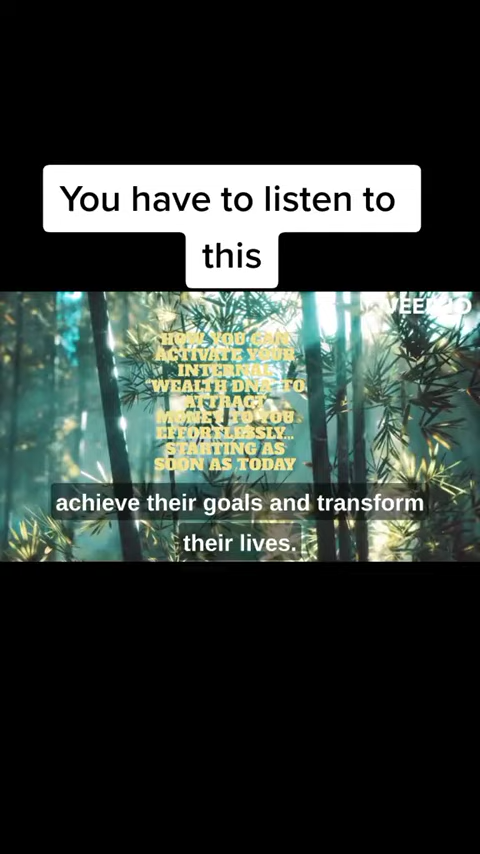 You have to listen to
this
HOW YOU CAN
ACTIVATE YOUR
INTERNAL
"WEALTH DNA" TO
ATTRACT
MONEY TO YOU
EFFORTLESSLY...
STARTING AS
SOON AS TODAY
achieve their goals and transform
their lives.